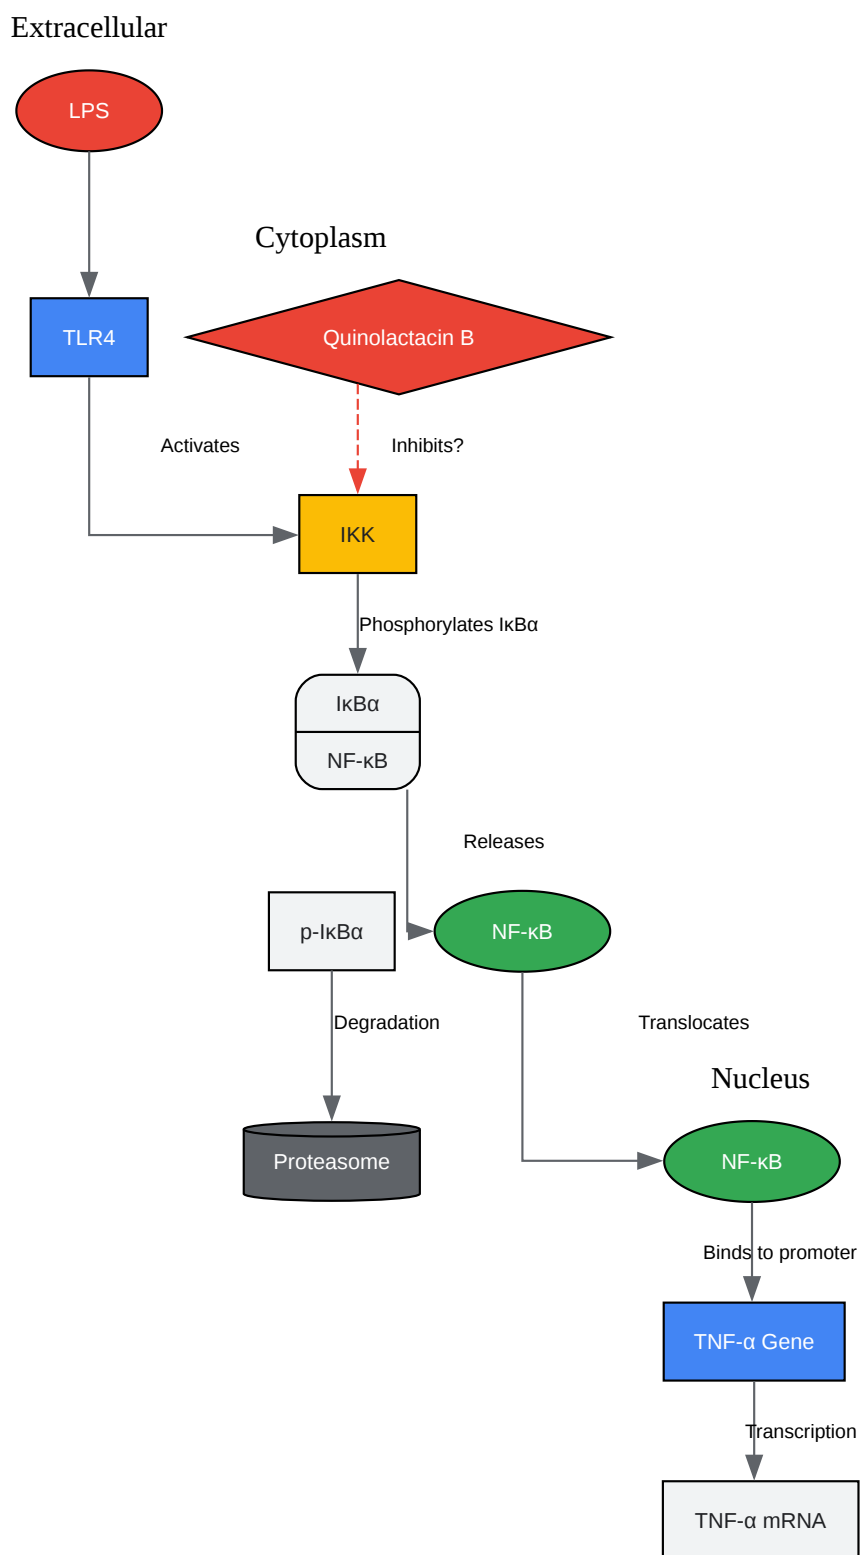 Extracellular
LPS
Cytoplasm
TLR4
Quinolactacin B
Activates
Inhibits?
IKK
Phosphorylates IκBα
IκBα
NF-κB
Releases
p-IκBα
NF-κB
Degradation
Translocates
Nucleus
Proteasome
NF-κB
Binds to promoter
TNF-α Gene
Transcription
TNF-α mRNA